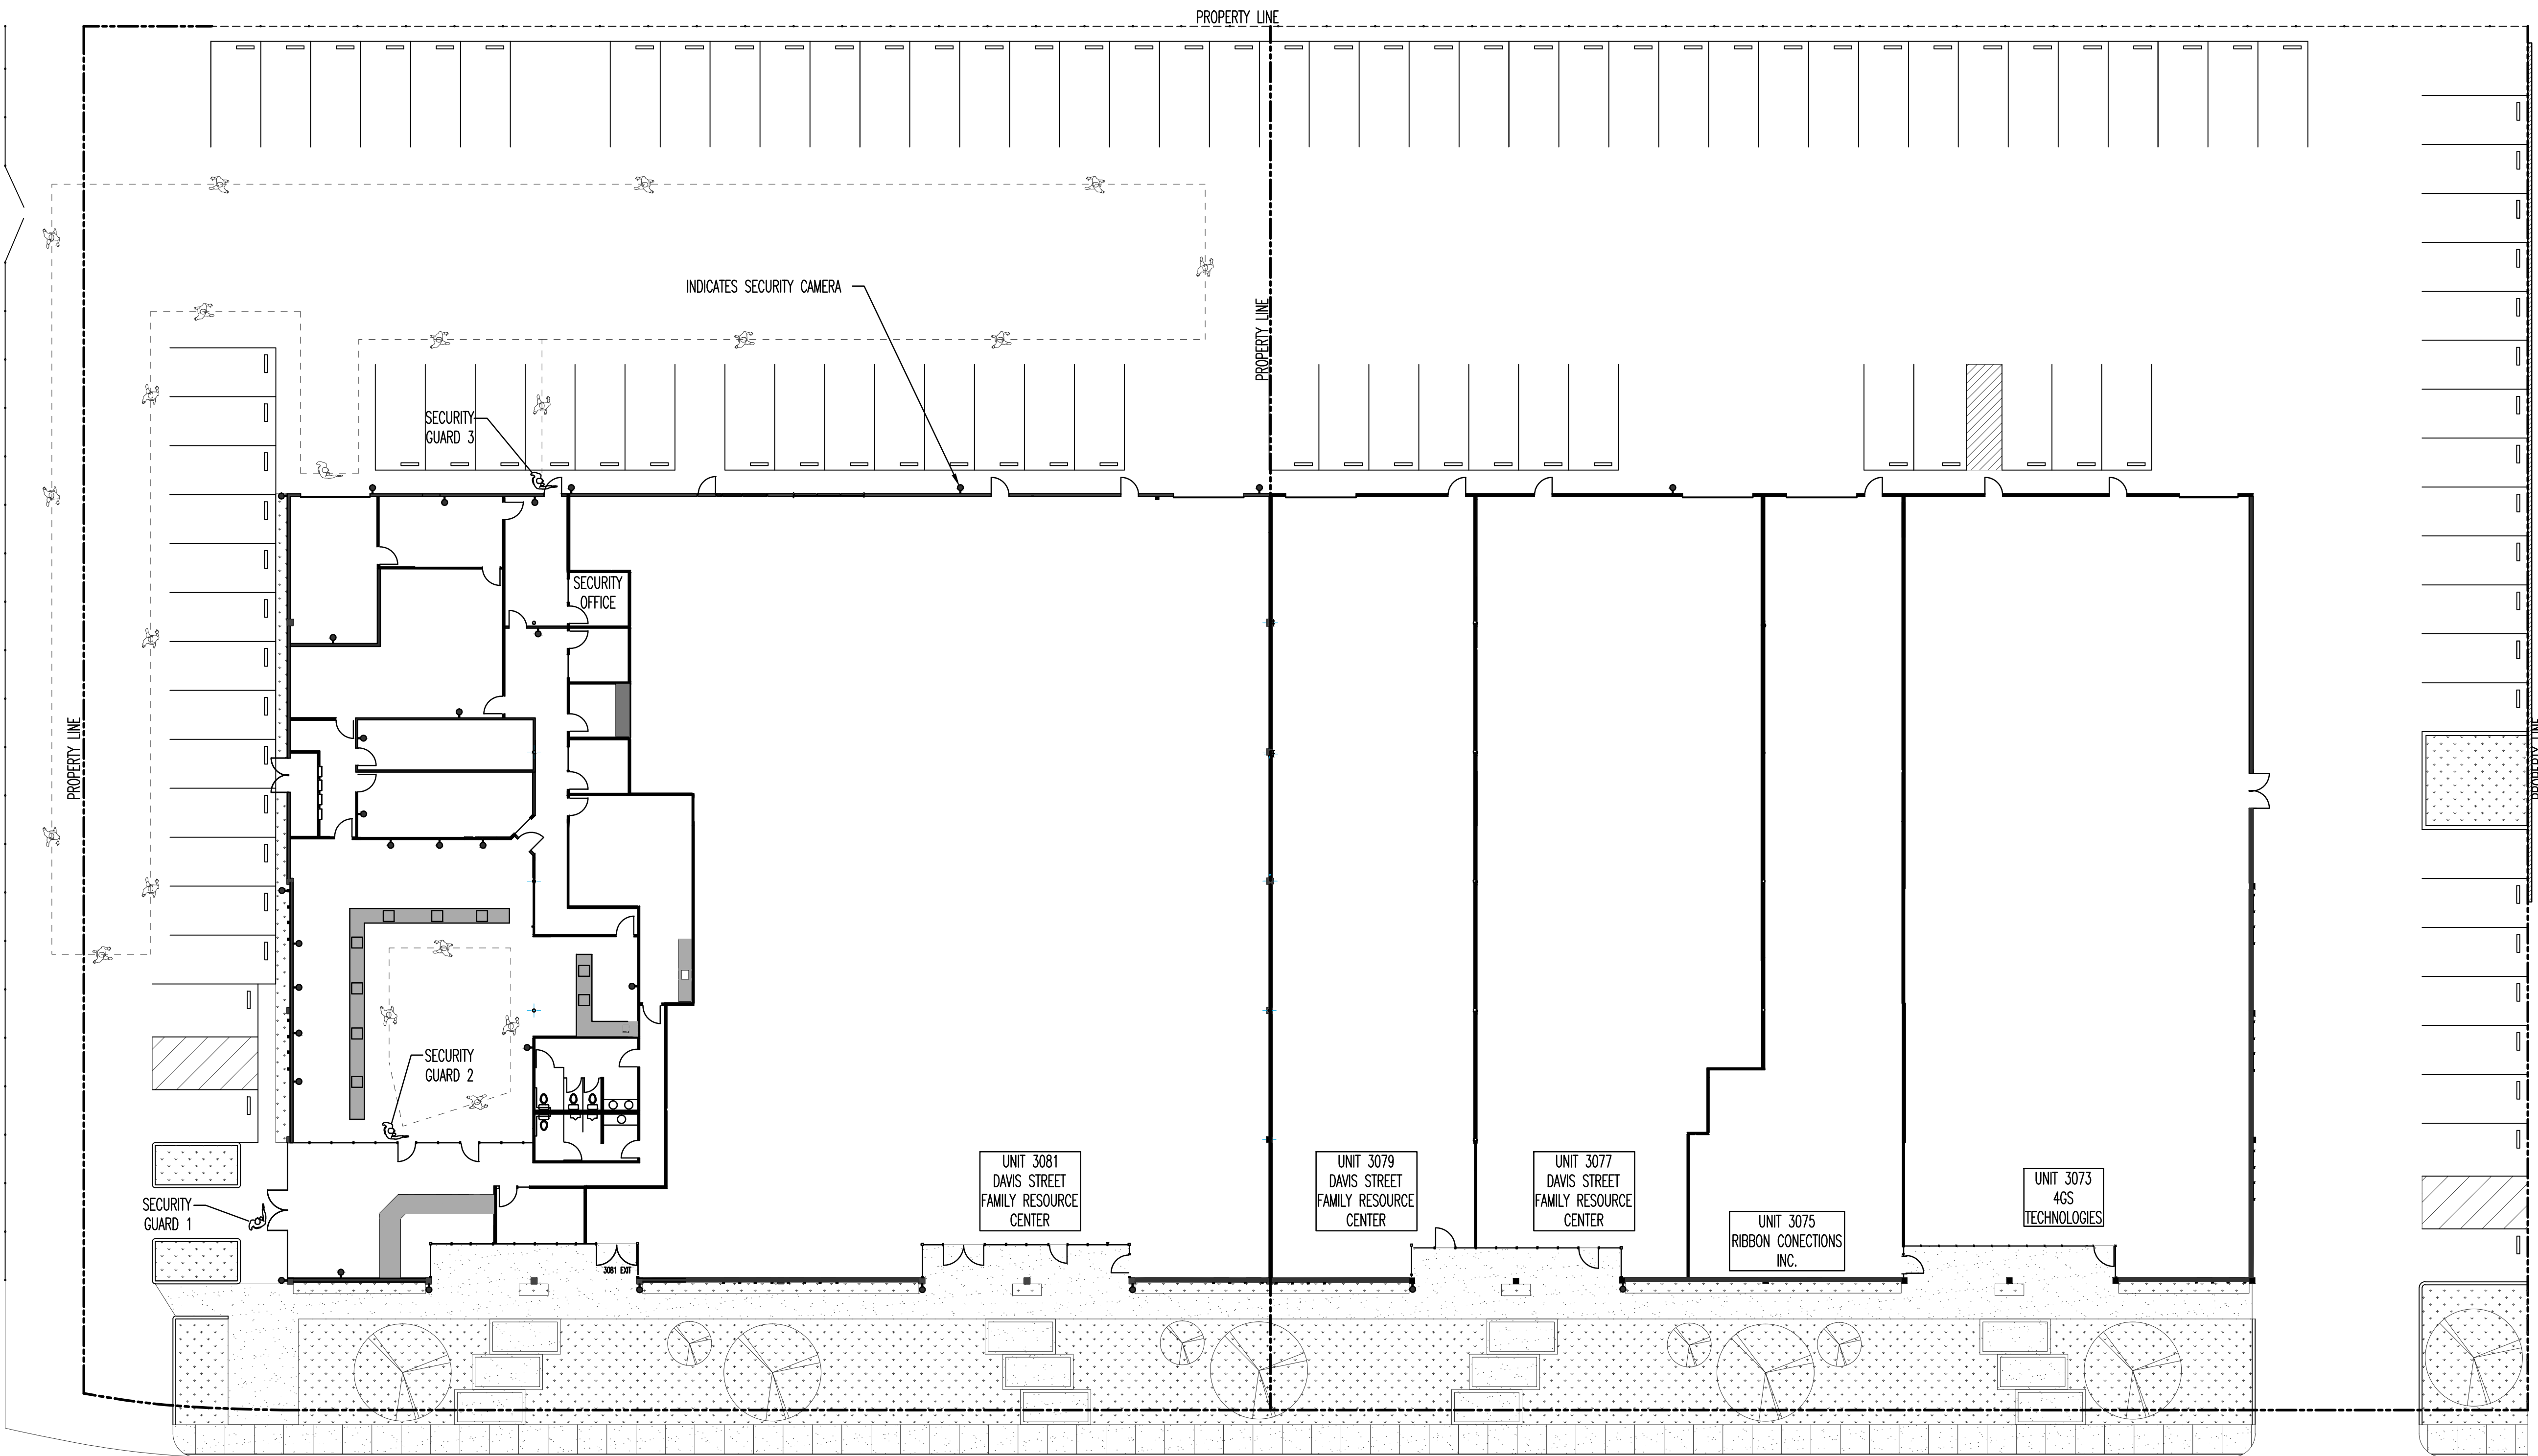 PROPERTY LINE
INDICATES SECURITY CAMERA
PROPERTY LINE
SECURITY
GUARD 3
SECURITY
OFFICE
PROPERTY LINE
PROPERTY LINE
SECURITY
GUARD 2
SECURITY
GUARD 1
3081 EXIT
UNIT 3081
DAVIS STREET
FAMILY RESOURCE
CENTER
UNIT 3079
DAVIS STREET
FAMILY RESOURCE
CENTER
UNIT 3077
DAVIS STREET
FAMILY RESOURCE
CENTER
UNIT 3075
RIBBON CONECTIONS
INC.
UNIT 3073
4GS
TECHNOLOGIES